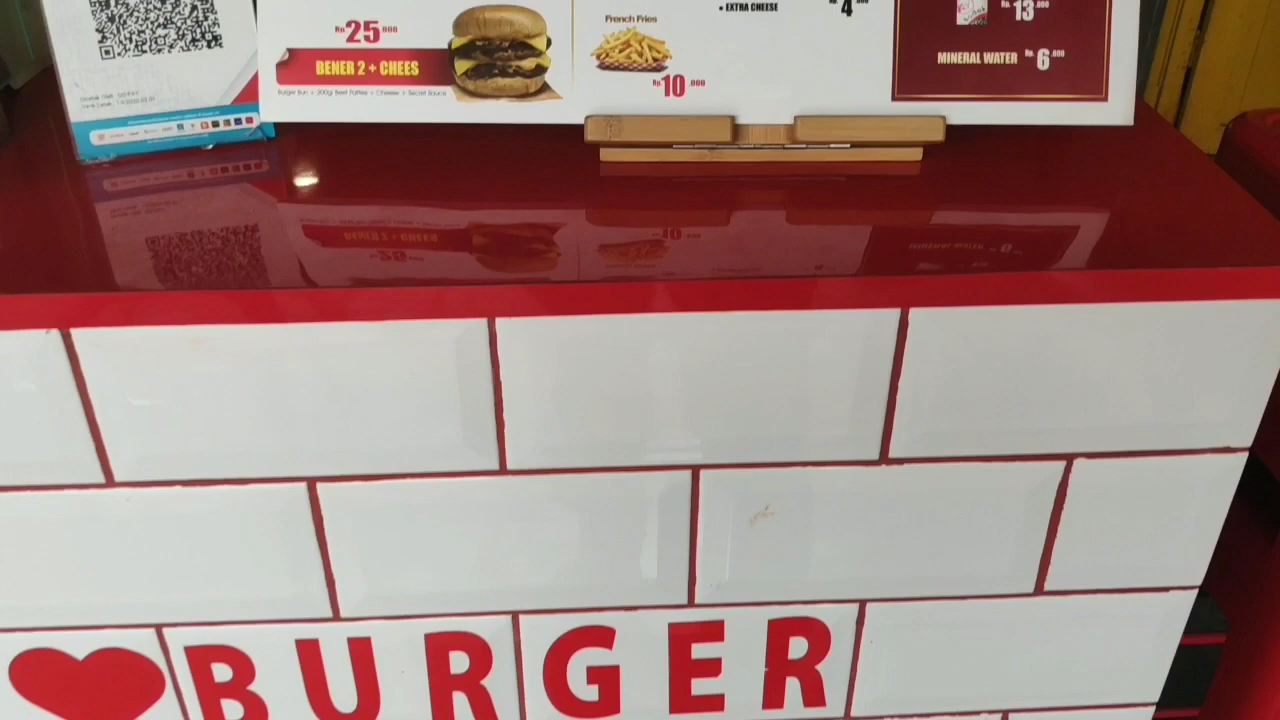 Rp.25.000
BENER 2 + CHEES
Burger Bun + 200g Beef Patties + Cheese + Secret Sauce
French Fries
Rp.10.000
• EXTRA CHEESE
4.000
Rp.13.000
MINERAL WATER Rp.6.000
BURGER